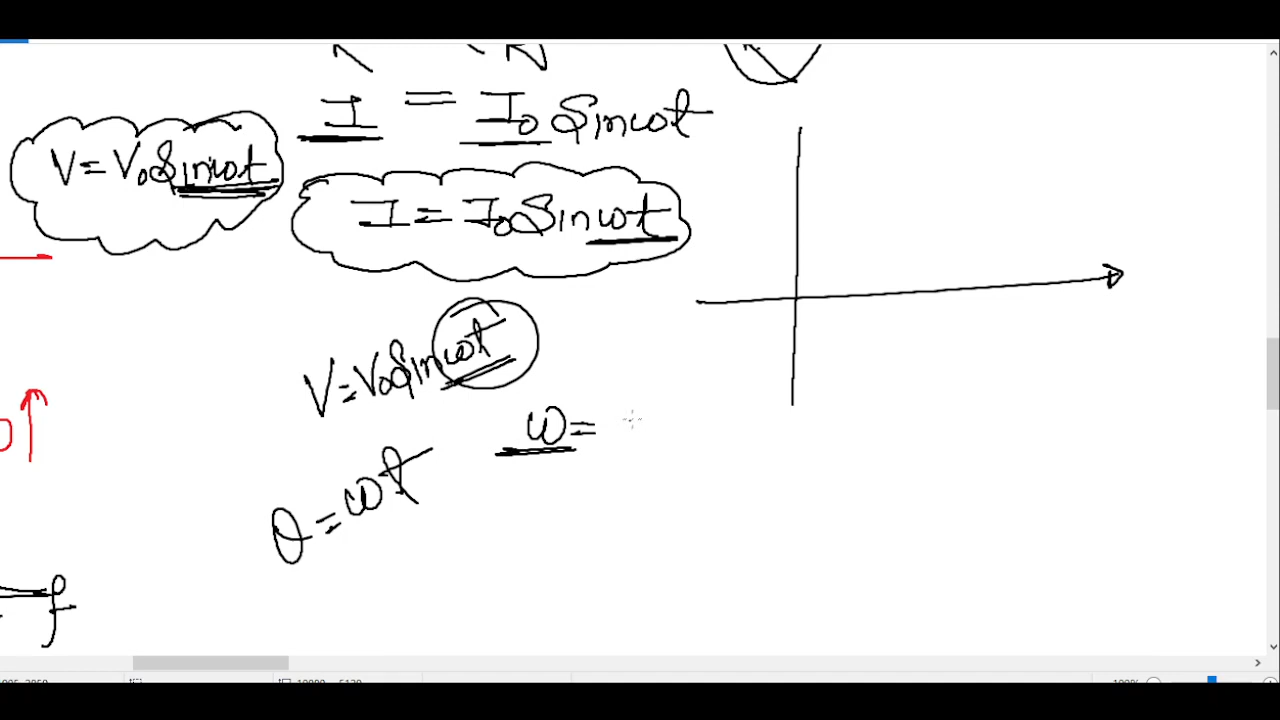 I = I₀ Sinωt
V = V₀ Sinωt
I = I₀ Sinωt
V = V₀ Sinωt
ω =
θ = ωt
f